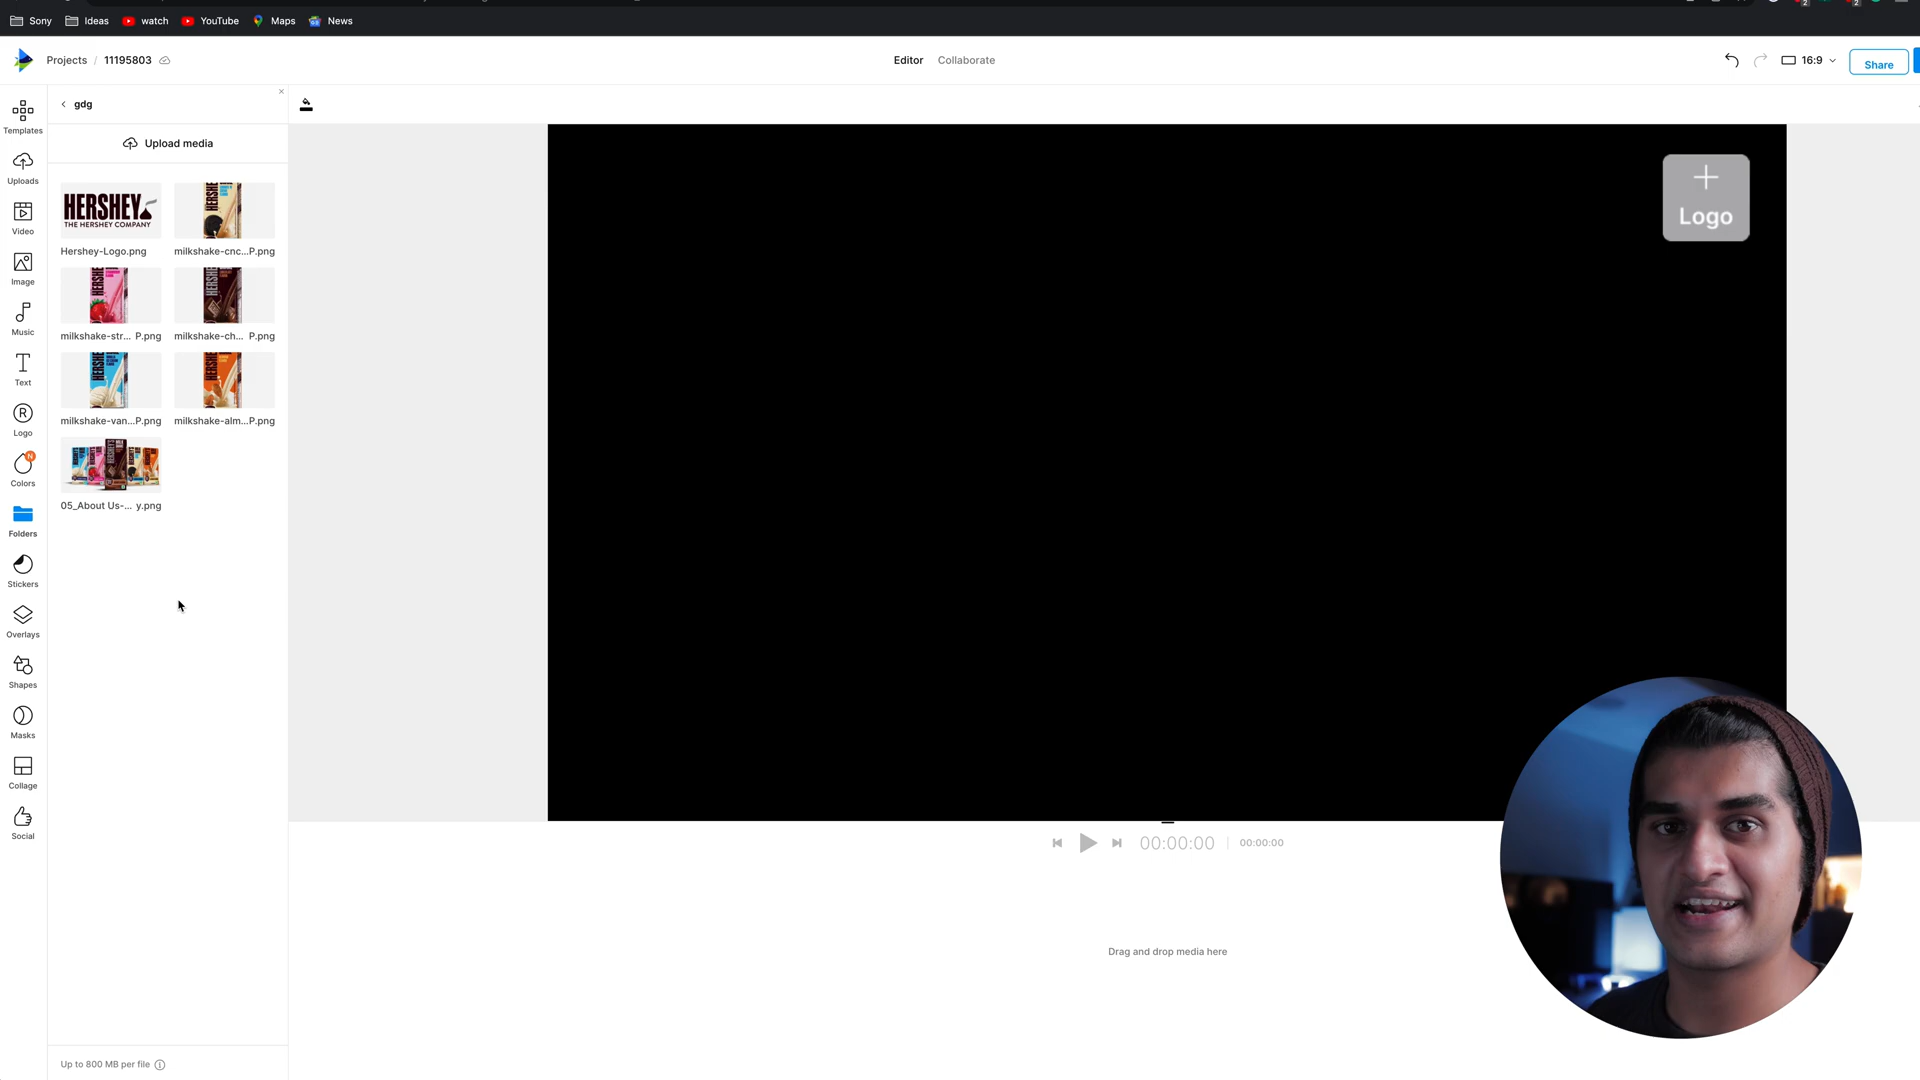 Sony Ideas watch YouTube Maps News
Projects / 11195803 Editor Collaborate 16:9 Share
gdg
Upload media
Templates
Uploads
Video
Image
Music
Text
Logo
Colors
N
Folders
Stickers
Overlays
Shapes
Masks
Collage
Social
HERSHEY
THE HERSHEY COMPANY
Hershey-Logo.png milkshake-cnc...P.png
milkshake-str... P.png milkshake-ch... P.png
milkshake-van...P.png milkshake-alm...P.png
05_About Us-... y.png
+
Logo
00:00:00 | 00:00:00
Drag and drop media here
Up to 800 MB per file